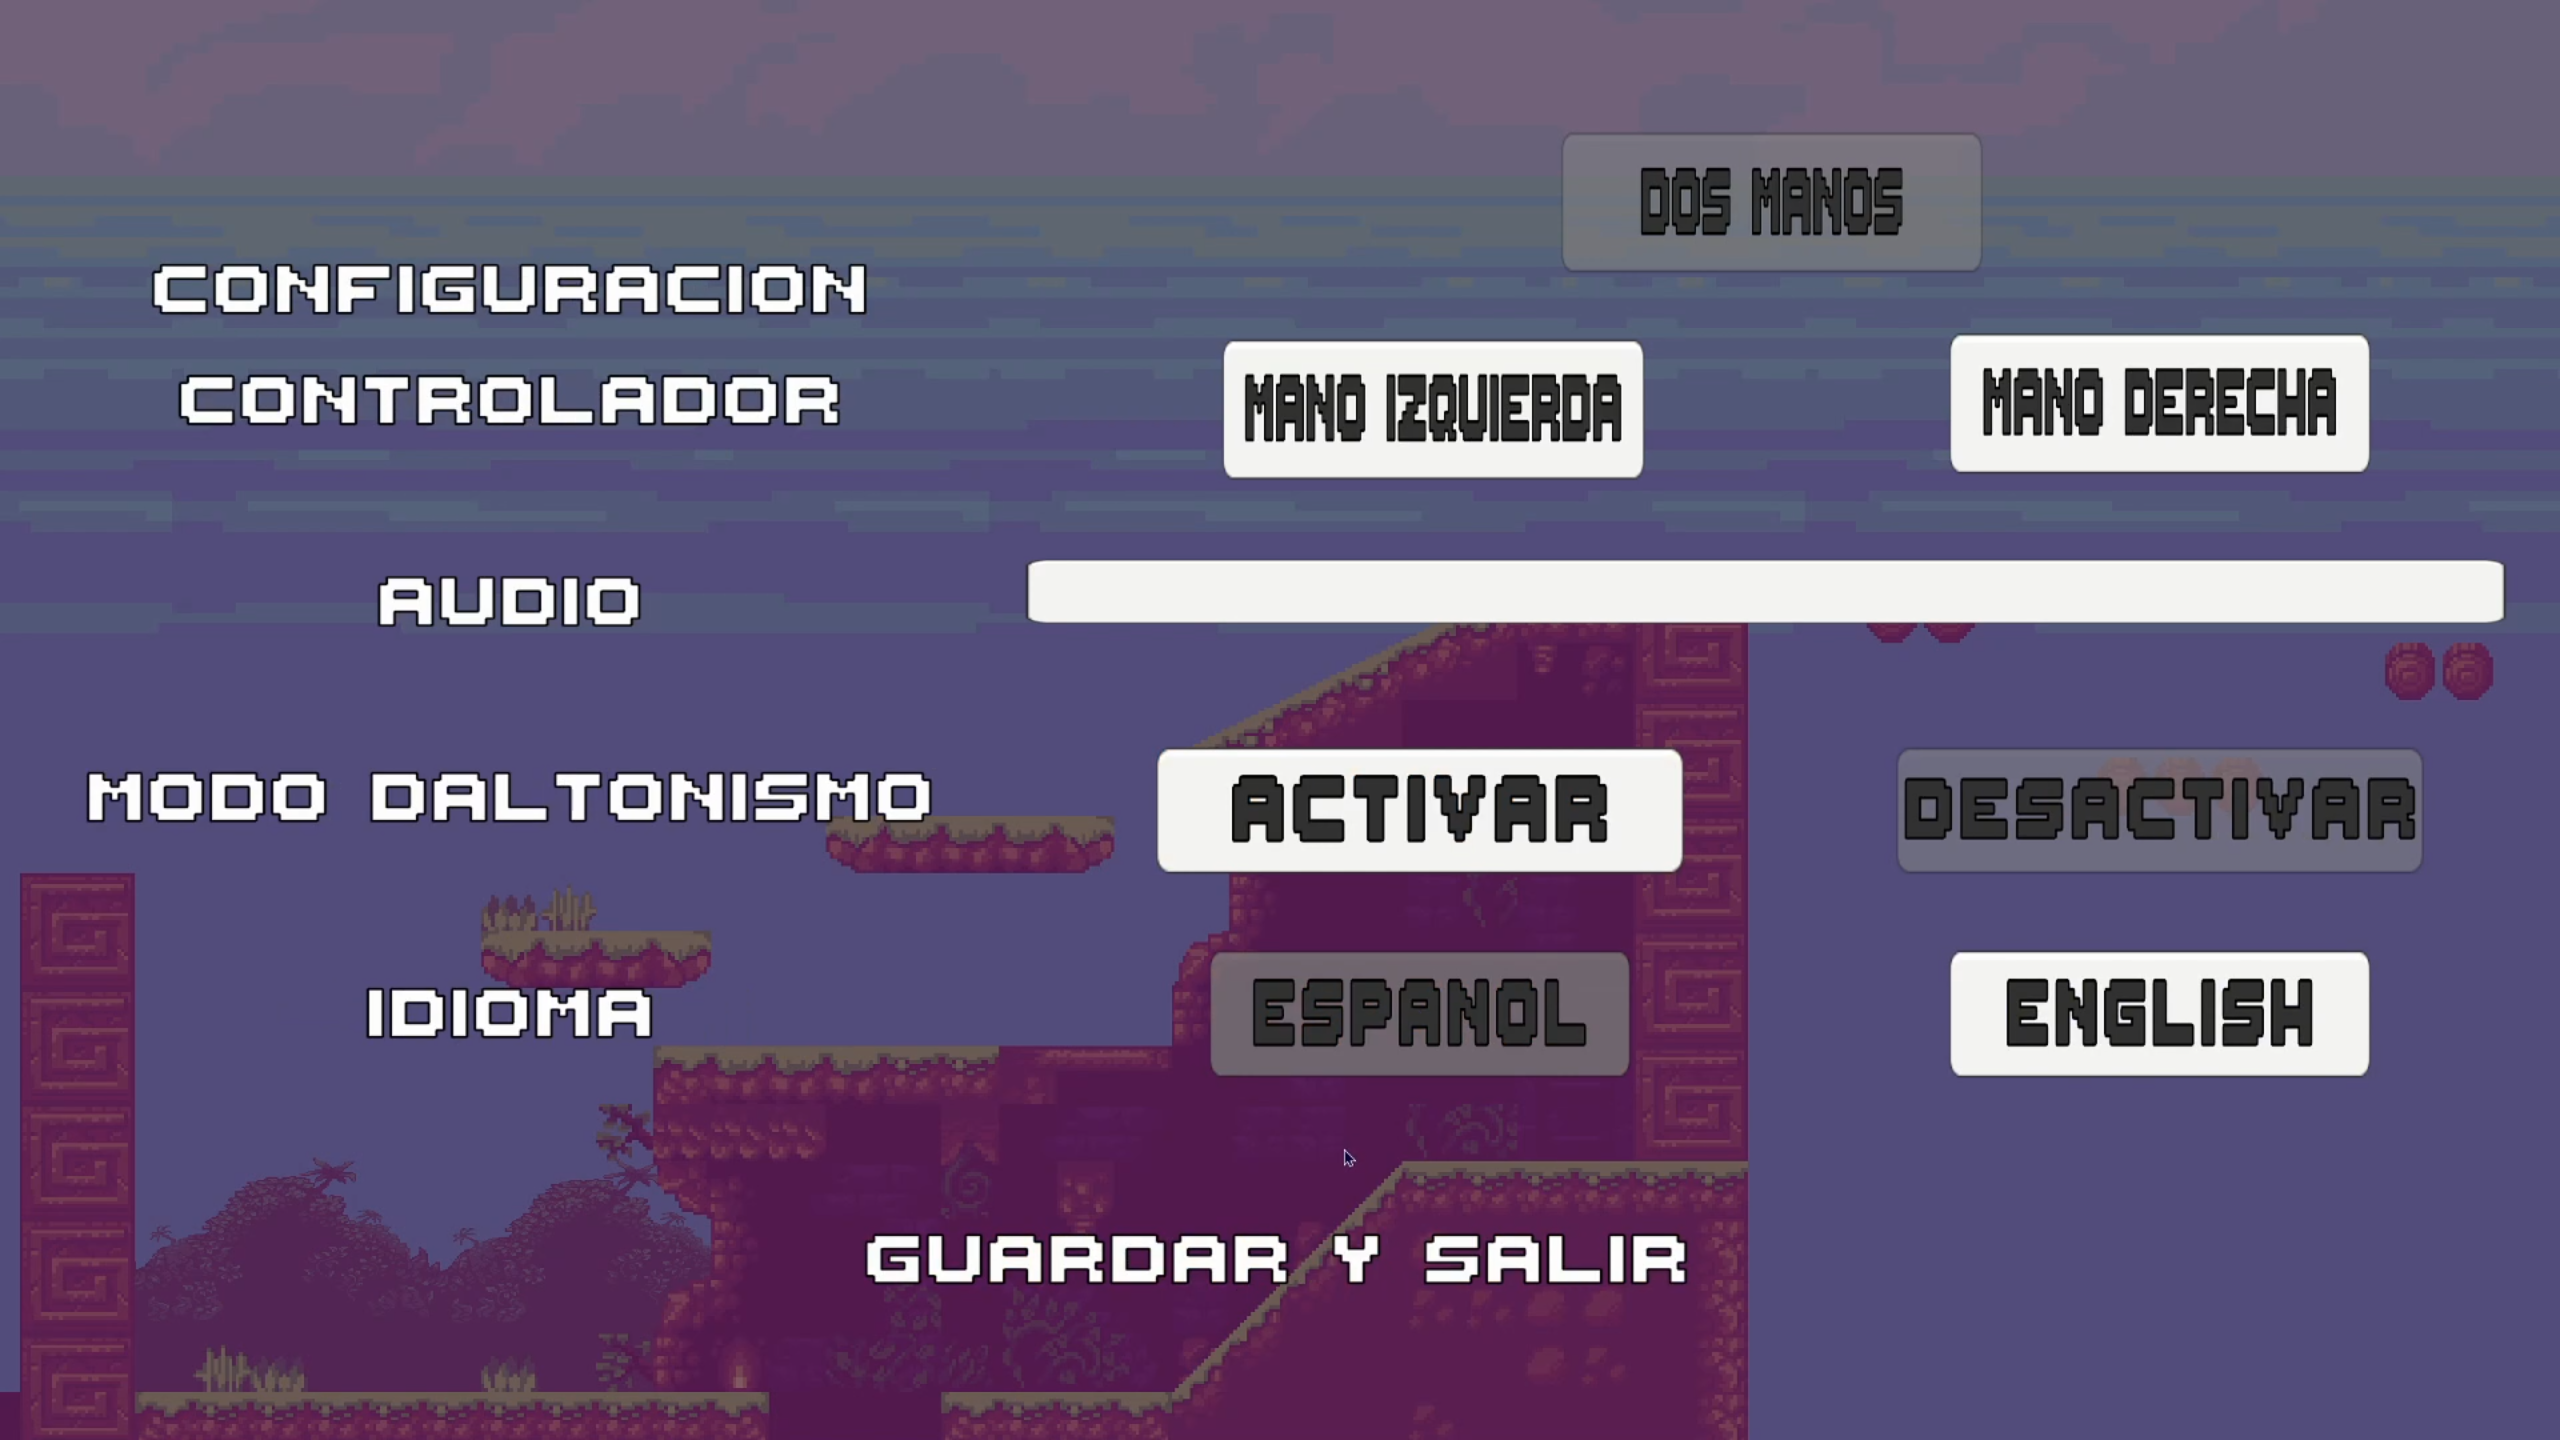 DOS MANOS
CONFIGURACION
CONTROLADOR
MANO IZQUIERDA
MANO DERECHA
AUDIO
MODO DALTONISMO
ACTIVAR
DESACTIVAR
IDIOMA
ESPANOL
ENGLISH
GUARDAR Y SALIR